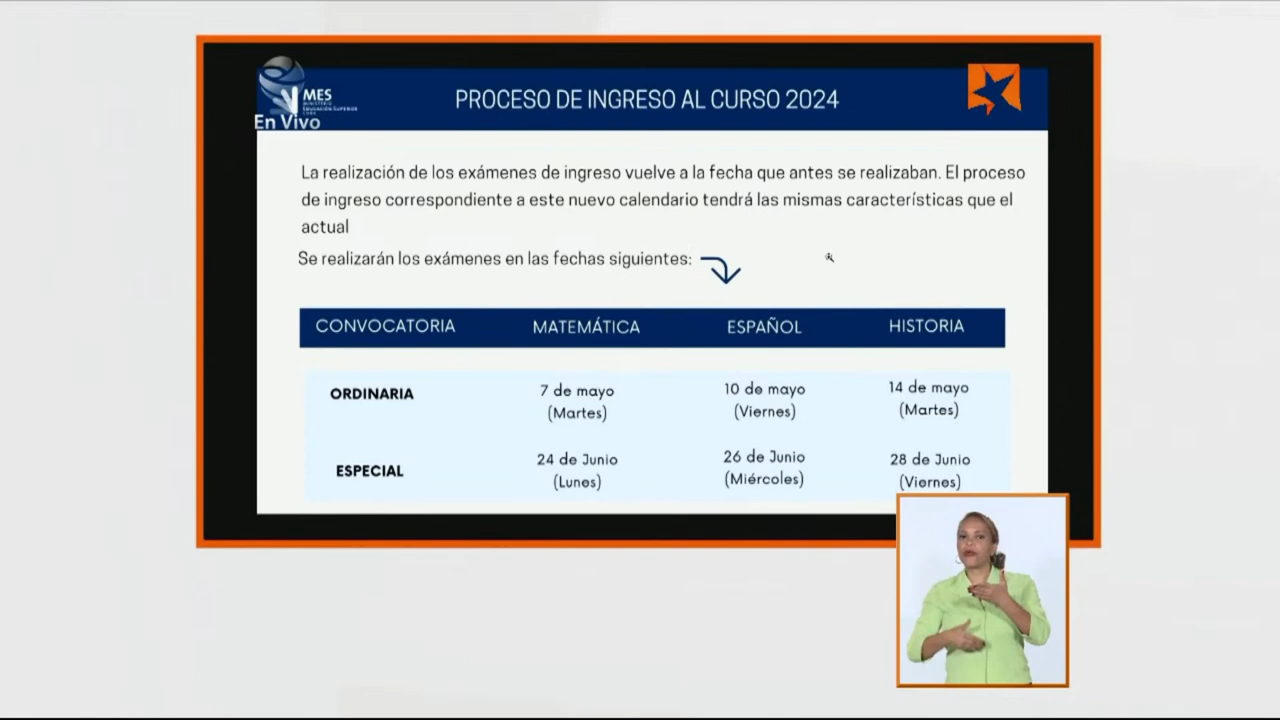 MES
MINISTERIO
EDUCACIÓN SUPERIOR
CUBA
En Vivo
PROCESO DE INGRESO AL CURSO 2024
La realización de los exámenes de ingreso vuelve a la fecha que antes se realizaban. El proceso
de ingreso correspondiente a este nuevo calendario tendrá las mismas características que el
actual
Se realizarán los exámenes en las fechas siguientes:
CONVOCATORIA MATEMÁTICA ESPAÑOL HISTORIA
ORDINARIA 7 de mayo 10 de mayo 14 de mayo
(Martes) (Viernes) (Martes)
ESPECIAL 24 de Junio 26 de Junio 28 de Junio
(Lunes) (Miércoles) (Viernes)